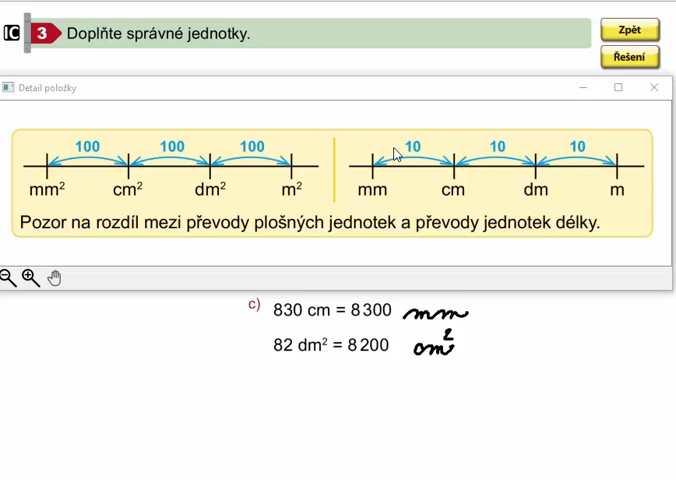 IC 3 Doplňte správné jednotky.
Zpět
Řešení
Detail položky
100 100 100
mm² cm² dm² m²
10 10 10
mm cm dm m
Pozor na rozdíl mezi převody plošných jednotek a převody jednotek délky.
c) 830 cm = 8 300 mm
82 dm² = 8 200 cm²